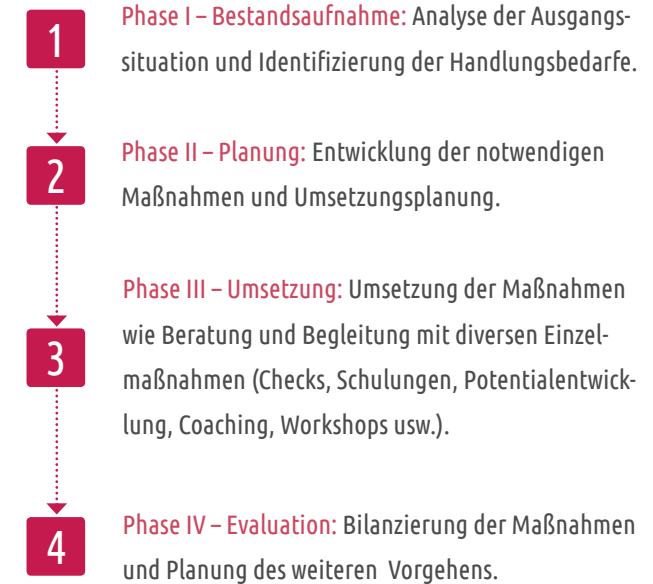 1
Phase I – Bestandsaufnahme: Analyse der Ausgangs-
situation und Identifizierung der Handlungsbedarfe.
2
Phase II – Planung: Entwicklung der notwendigen
Maßnahmen und Umsetzungsplanung.
3
Phase III – Umsetzung: Umsetzung der Maßnahmen
wie Beratung und Begleitung mit diversen Einzel-
maßnahmen (Checks, Schulungen, Potentialentwick-
lung, Coaching, Workshops usw.).
4
Phase IV – Evaluation: Bilanzierung der Maßnahmen
und Planung des weiteren Vorgehens.